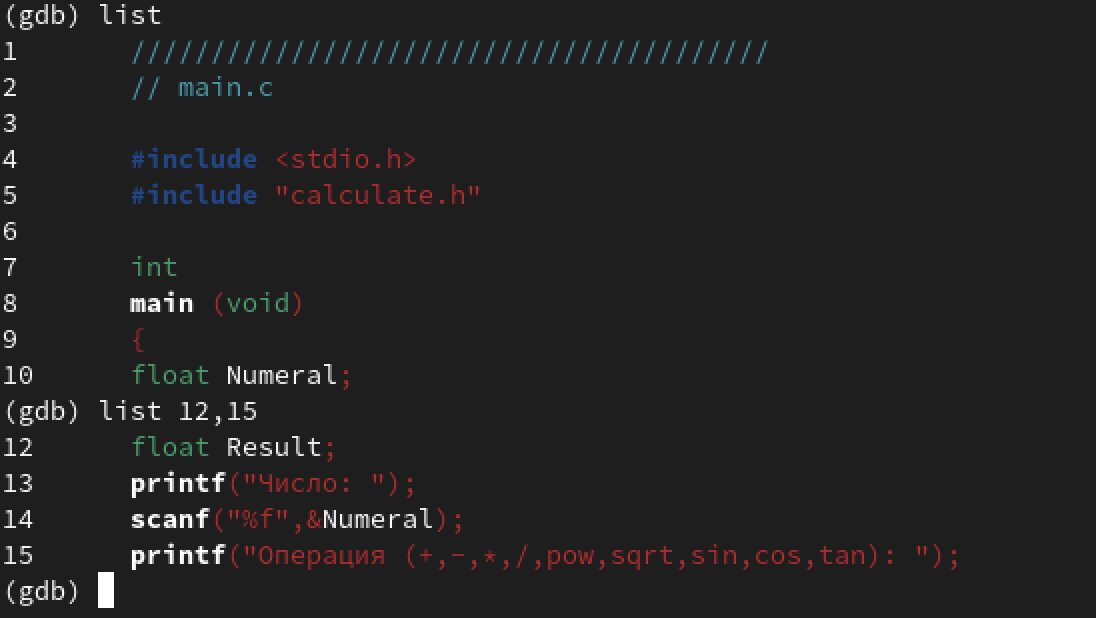 (gdb) list
1 ////////////////////////////////////////
2 // main.c
3
4 #include <stdio.h>
5 #include "calculate.h"
6
7 int
8 main (void)
9 {
10 float Numeral;
(gdb) list 12,15
12 float Result;
13 printf("Число: ");
14 scanf("%f",&Numeral);
15 printf("Операция (+,-,*,/,pow,sqrt,sin,cos,tan): ");
(gdb)